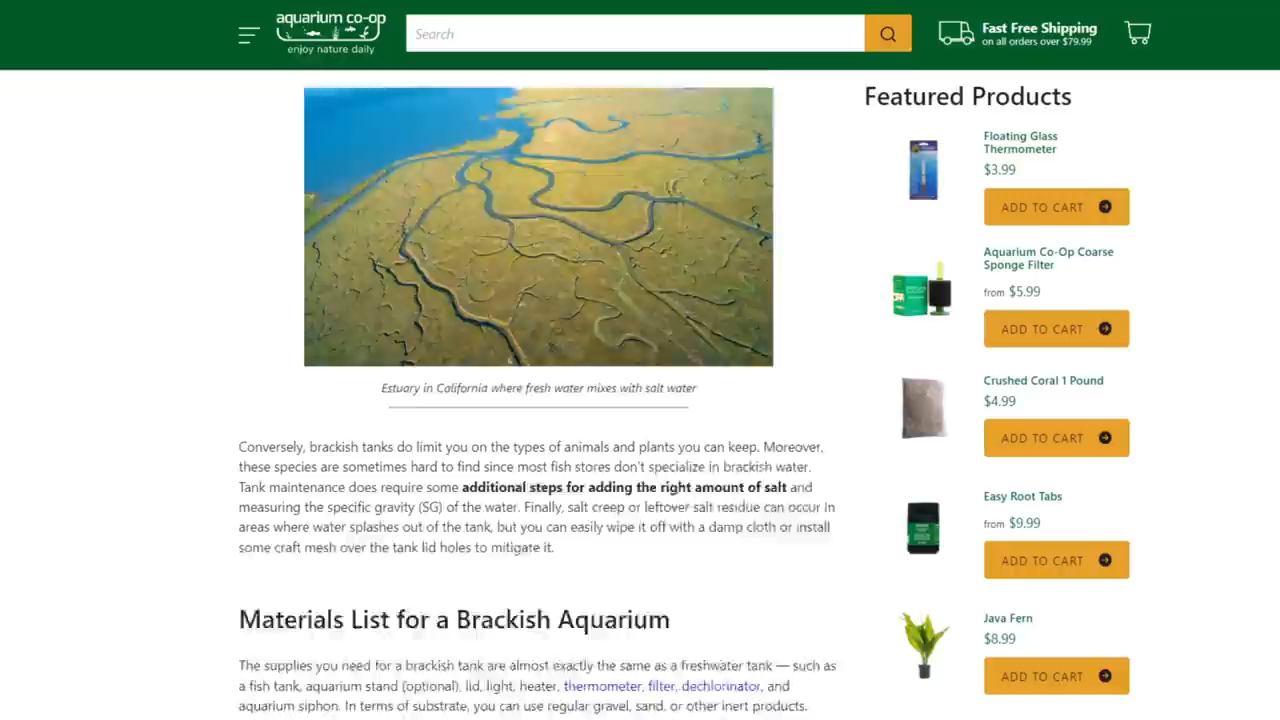 aquarium co-op
enjoy nature daily
Search
Fast Free Shipping
on all orders over $79.99
Estuary in California where fresh water mixes with salt water
Conversely, brackish tanks do limit you on the types of animals and plants you can keep. Moreover,
these species are sometimes hard to find since most fish stores don't specialize in brackish water.
Tank maintenance does require some additional steps for adding the right amount of salt and
measuring the specific gravity (SG) of the water. Finally, salt creep or leftover salt residue can occur in
areas where water splashes out of the tank, but you can easily wipe it off with a damp cloth or install
some craft mesh over the tank lid holes to mitigate it.
Materials List for a Brackish Aquarium
The supplies you need for a brackish tank are almost exactly the same as a freshwater tank — such as
a fish tank, aquarium stand (optional), lid, light, heater, thermometer, filter, dechlorinator, and
aquarium siphon. In terms of substrate, you can use regular gravel, sand, or other inert products.
Featured Products
Floating Glass
Thermometer
$3.99
ADD TO CART
Aquarium Co-Op Coarse
Sponge Filter
from $5.99
ADD TO CART
Crushed Coral 1 Pound
$4.99
ADD TO CART
Easy Root Tabs
from $9.99
ADD TO CART
Java Fern
$8.99
ADD TO CART